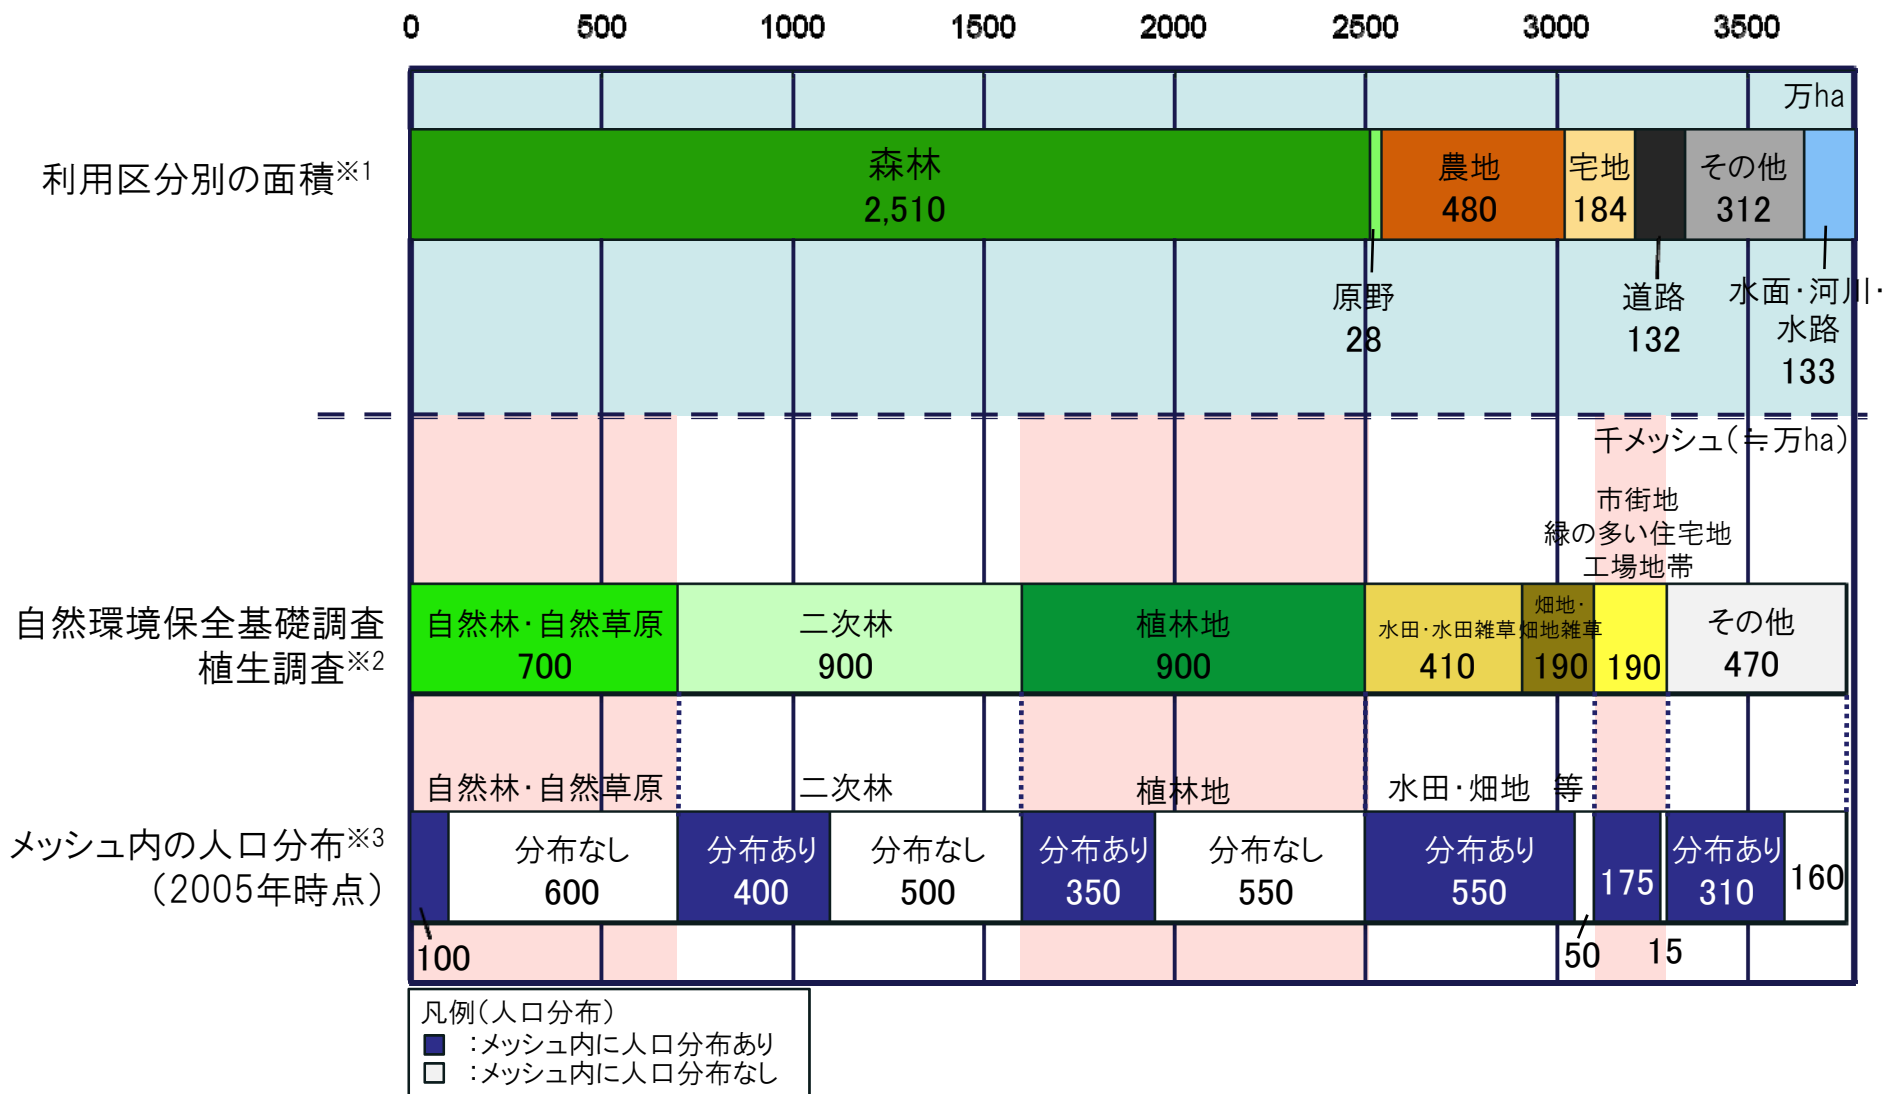 0 500 1000 1500 2000 2500 3000 3500
万ha
利用区分別の面積※1
森林
2,510
農地
480
宅地
184
その他
312
原野
28
道路
132
水面・河川・
水路
133
千メッシュ(≒万ha)
市街地
緑の多い住宅地
工場地帯
自然環境保全基礎調査
植生調査※2
自然林・自然草原
700
二次林
900
植林地
900
水田・水田雑草
410
畑地・
畑地雑草
190
190
その他
470
自然林・自然草原
二次林
植林地
水田・畑地 等
メッシュ内の人口分布※3
(2005年時点)
100
分布なし
600
分布あり
400
分布なし
500
分布あり
350
分布なし
550
分布あり
550
50
175
15
分布あり
310
160
凡例(人口分布)
:メッシュ内に人口分布あり
:メッシュ内に人口分布なし